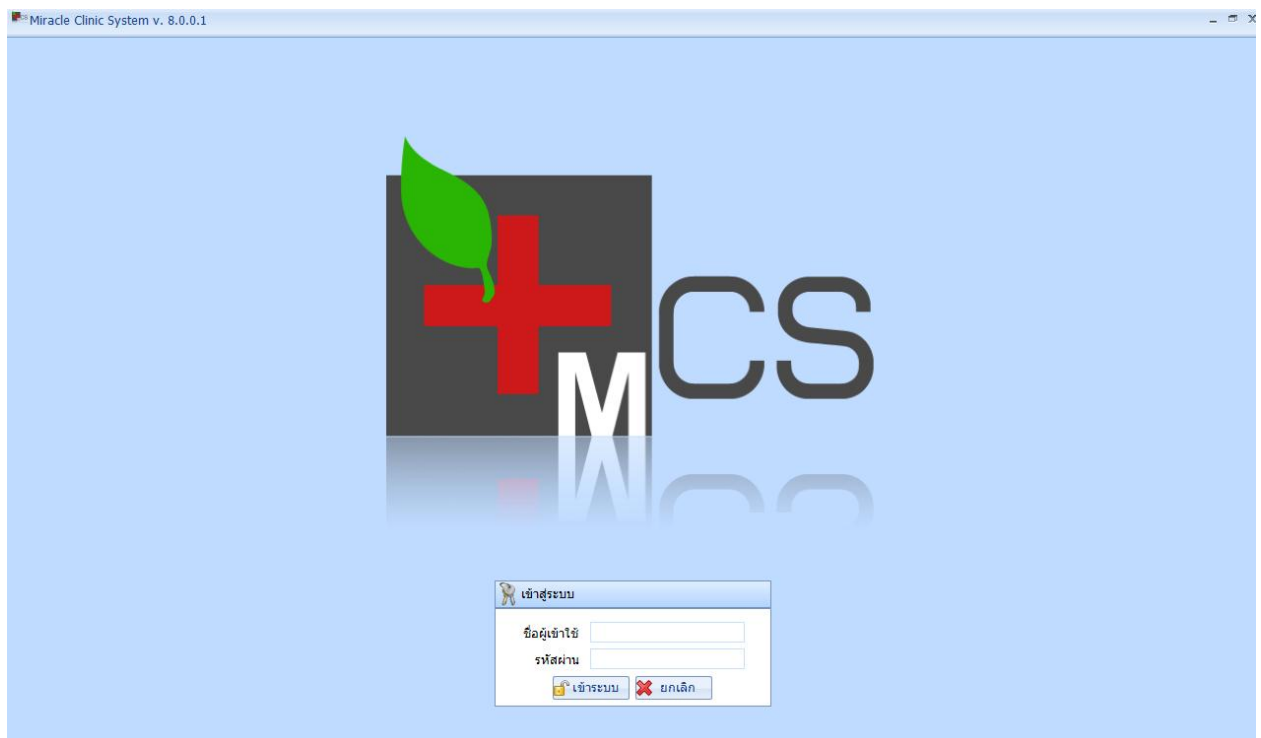 Miracle Clinic System v. 8.0.0.1
M CS
เข้าสู่ระบบ
ชื่อผู้เข้าใช้
รหัสผ่าน
เข้าระบบ ยกเลิก